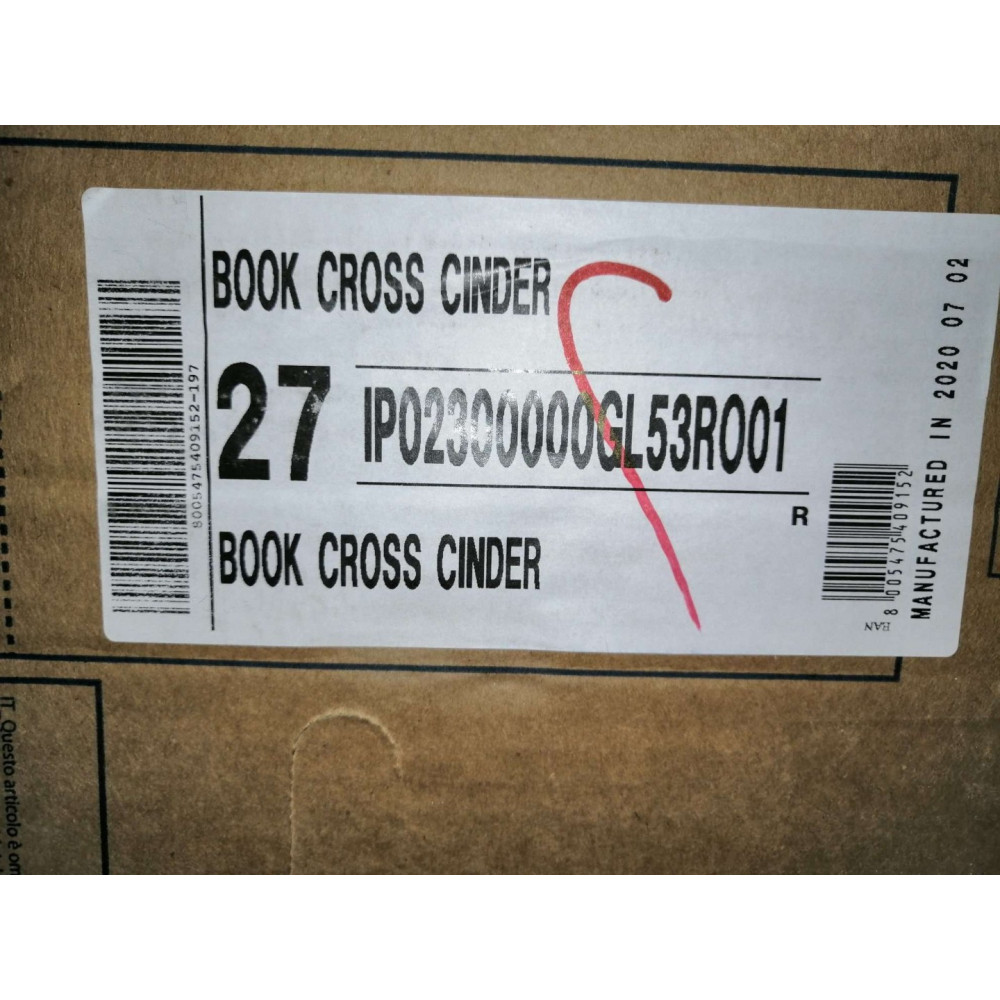 BOOK CROSS CINDER
27
IP02300000GL53R001
R
BOOK CROSS CINDER
8005475409152-197
8 005475 409152
EAN
MANUFACTURED IN 2020 07 02
IT Questo articolo è